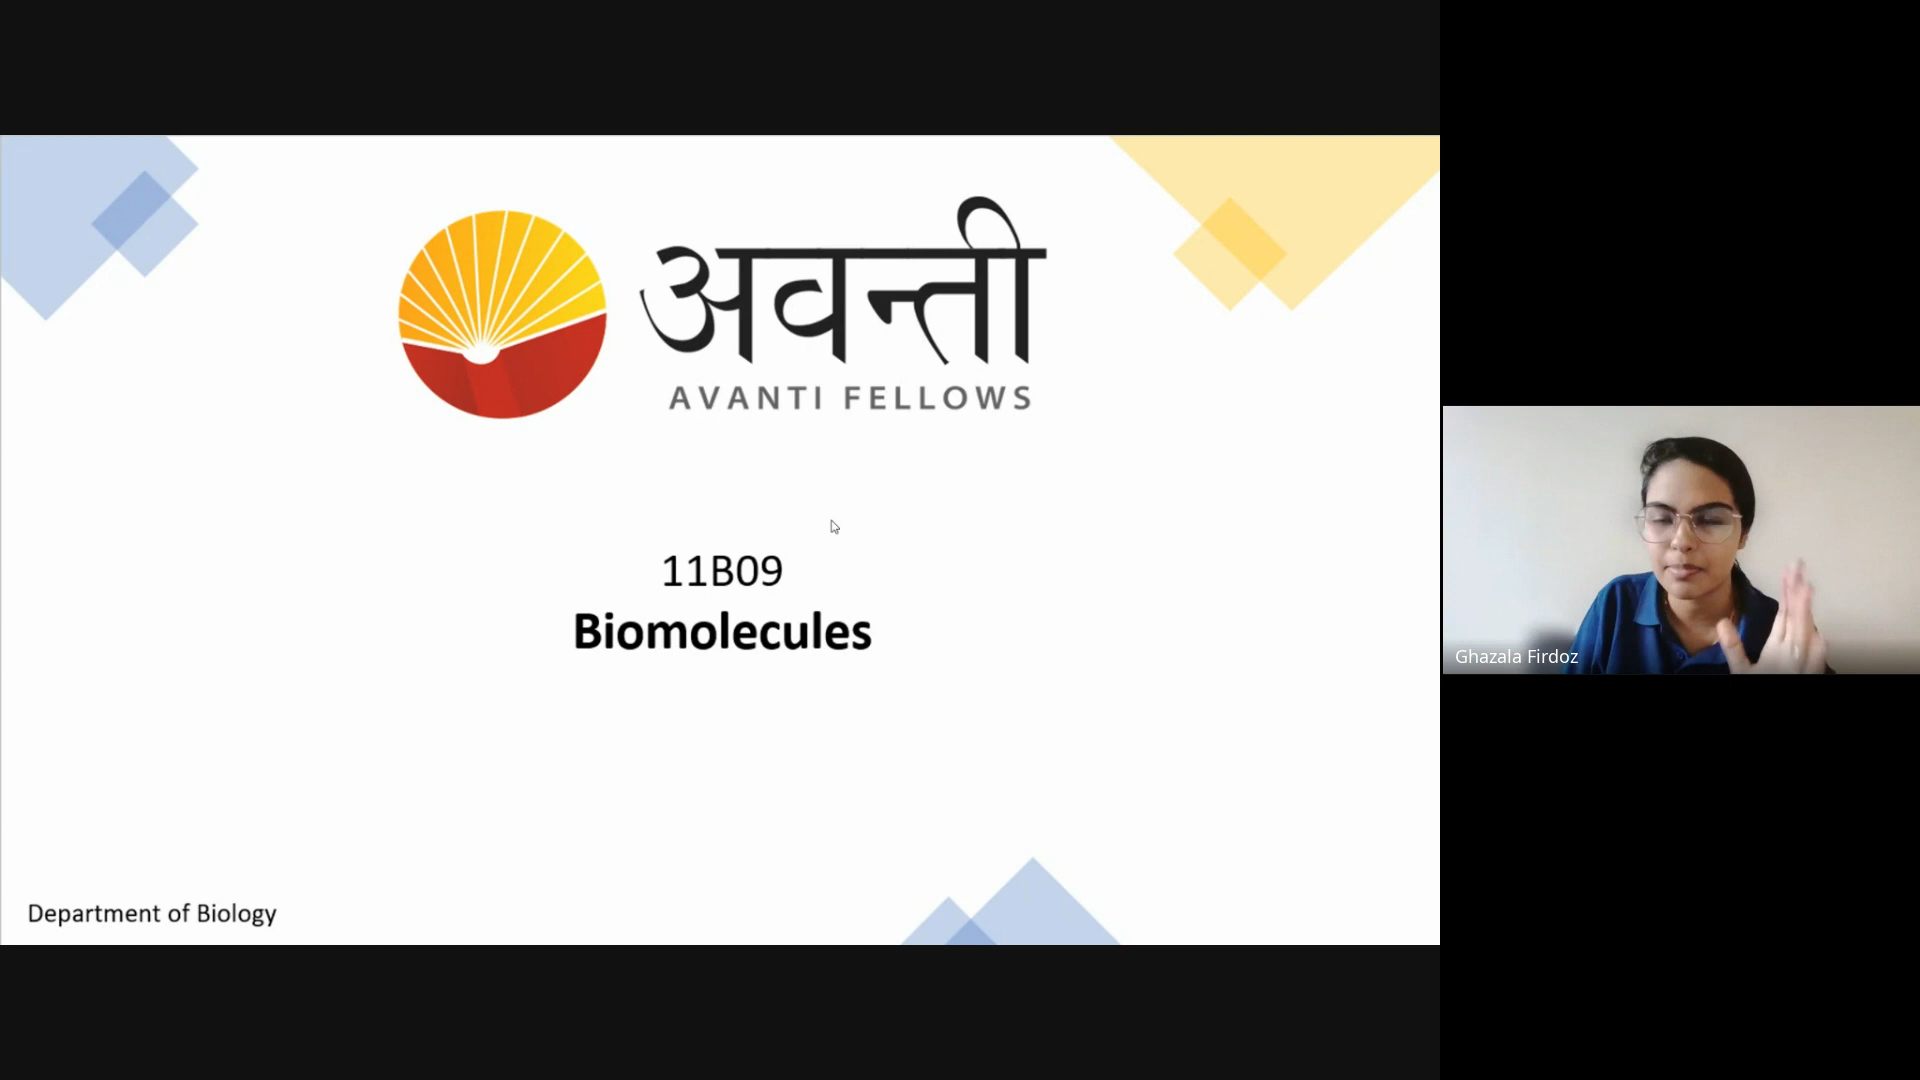 अवन्ती
AVANTI FELLOWS
11B09
Biomolecules
Department of Biology
Ghazala Firdoz